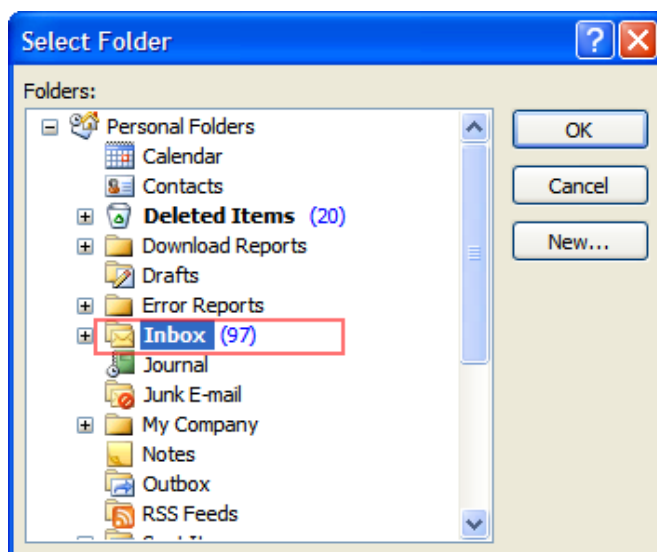 Select Folder
Folders:
Personal Folders
Calendar
Contacts
Deleted Items (20)
Download Reports
Drafts
Error Reports
Inbox (97)
Journal
Junk E-mail
My Company
Notes
Outbox
RSS Feeds
OK
Cancel
New...